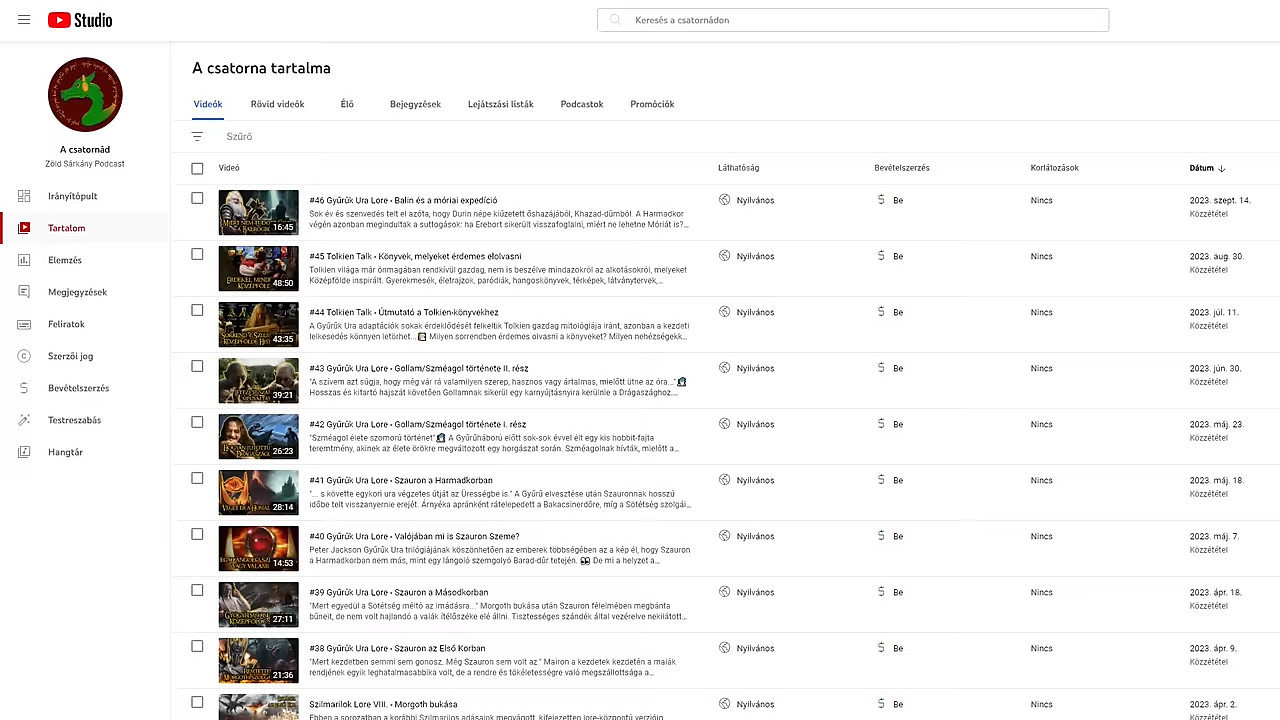 Studio
Keresés a csatornádon
A csatornád
Zöld Sárkány Podcast
Irányítópult
Tartalom
Elemzés
Megjegyzések
Feliratok
Szerzői jog
Bevételszerzés
Testreszabás
Hangtár
A csatorna tartalma
Videók Rövid videók Élő Bejegyzések Lejátszási listák Podcastok Promóciók
Szűrő
Videó Láthatóság Bevételszerzés Korlátozások Dátum
#46 Gyűrűk Ura Lore • Balin és a móriai expedíció Nyilvános Be Nincs 2023. szept. 14.
Sok év és szenvedés telt el azóta, hogy Durin népe kiűzetett őshazájából, Khazad-dûmból. A Harmadkor Közzététel
végén azonban megindultak a suttogások: ha Erebort sikerült visszafoglalni, miért ne lehetne Móriát is?...
16:45
#45 Tolkien Talk • Könyvek, melyeket érdemes elolvasni Nyilvános Be Nincs 2023. aug. 30.
Tolkien világa már önmagában rendkívül gazdag, nem is beszélve mindazokról az alkotásokról, melyeket Közzététel
Középfölde inspirált. Gyerekmesék, életrajzok, paródiák, hangoskönyvek, térképek, látványtervek,...
48:50
#44 Tolkien Talk • Útmutató a Tolkien-könyvekhez Nyilvános Be Nincs 2023. júl. 11.
A Gyűrűk Ura adaptációk sokak érdeklődését felkeltik Tolkien gazdag mitológiája iránt, azonban a kezdeti Közzététel
lelkesedés könnyen letörhet... Milyen sorrendben érdemes olvasni a könyveket? Milyen nehézségekk...
43:35
#43 Gyűrűk Ura Lore • Gollam/Szméagol története II. rész Nyilvános Be Nincs 2023. jún. 30.
"A szívem azt súgja, hogy még vár rá valamilyen szerep, hasznos vagy ártalmas, mielőtt ütne az óra..." Közzététel
Hosszas és kitartó hajszát követően Gollamnak sikerül egy karnyújtásnyira kerülnie a Drágaszághoz....
39:21
#42 Gyűrűk Ura Lore • Gollam/Szméagol története I. rész Nyilvános Be Nincs 2023. máj. 23.
"Szméagol élete szomorú történet" A Gyűrűháború előtt sok-sok évvel élt egy kis hobbit-fajta Közzététel
teremtmény, akinek az élete örökre megváltozott egy horgászat során. Szméagolnak hívták, mielőtt a...
26:23
#41 Gyűrűk Ura Lore • Szauron a Harmadkorban Nyilvános Be Nincs 2023. máj. 18.
"... s követte egykori ura végzetes útját az Ürességbe is." A Gyűrű elvesztése után Szauronnak hosszú Közzététel
időbe telt visszanyernie erejét. Árnyéka apránként rátelepedett a Bakacsinerdőre, míg a Sötétség szolgái...
28:14
#40 Gyűrűk Ura Lore • Valójában mi is Szauron Szeme? Nyilvános Be Nincs 2023. máj. 7.
Peter Jackson Gyűrűk Ura trilógiájának köszönhetően az emberek többségében az a kép él, hogy Szauron Közzététel
a Harmadkorban nem más, mint egy lángoló szemgolyó Barad-dûr tetején. De mi a helyzet a...
14:53
#39 Gyűrűk Ura Lore • Szauron a Másodkorban Nyilvános Be Nincs 2023. ápr. 18.
"Mert egyedül a Sötétség méltó az imádásra..." Morgoth bukása után Szauron félelmében megbánta Közzététel
bűneit, de nem volt hajlandó a valák ítélőszéke elé állni. Tisztességes szándék által vezérelve nekilátott...
27:11
#38 Gyűrűk Ura Lore • Szauron az Első Korban Nyilvános Be Nincs 2023. ápr. 9.
"Mert kezdetben semmi sem gonosz. Még Szauron sem volt az." Mairon a kezdetek kezdetén a maiák Közzététel
rendjének egyik leghatalmasabbika volt, de a rendre és tökéletességre való megszállottsága a...
21:36
Szilmarilok Lore VIII. • Morgoth bukása Nyilvános Be Nincs 2023. ápr. 2.
Ebben a sorozatban a korábbi Szilmarilos adásaink megvágott, kifejezetten lore-központú verzióin Közzététel